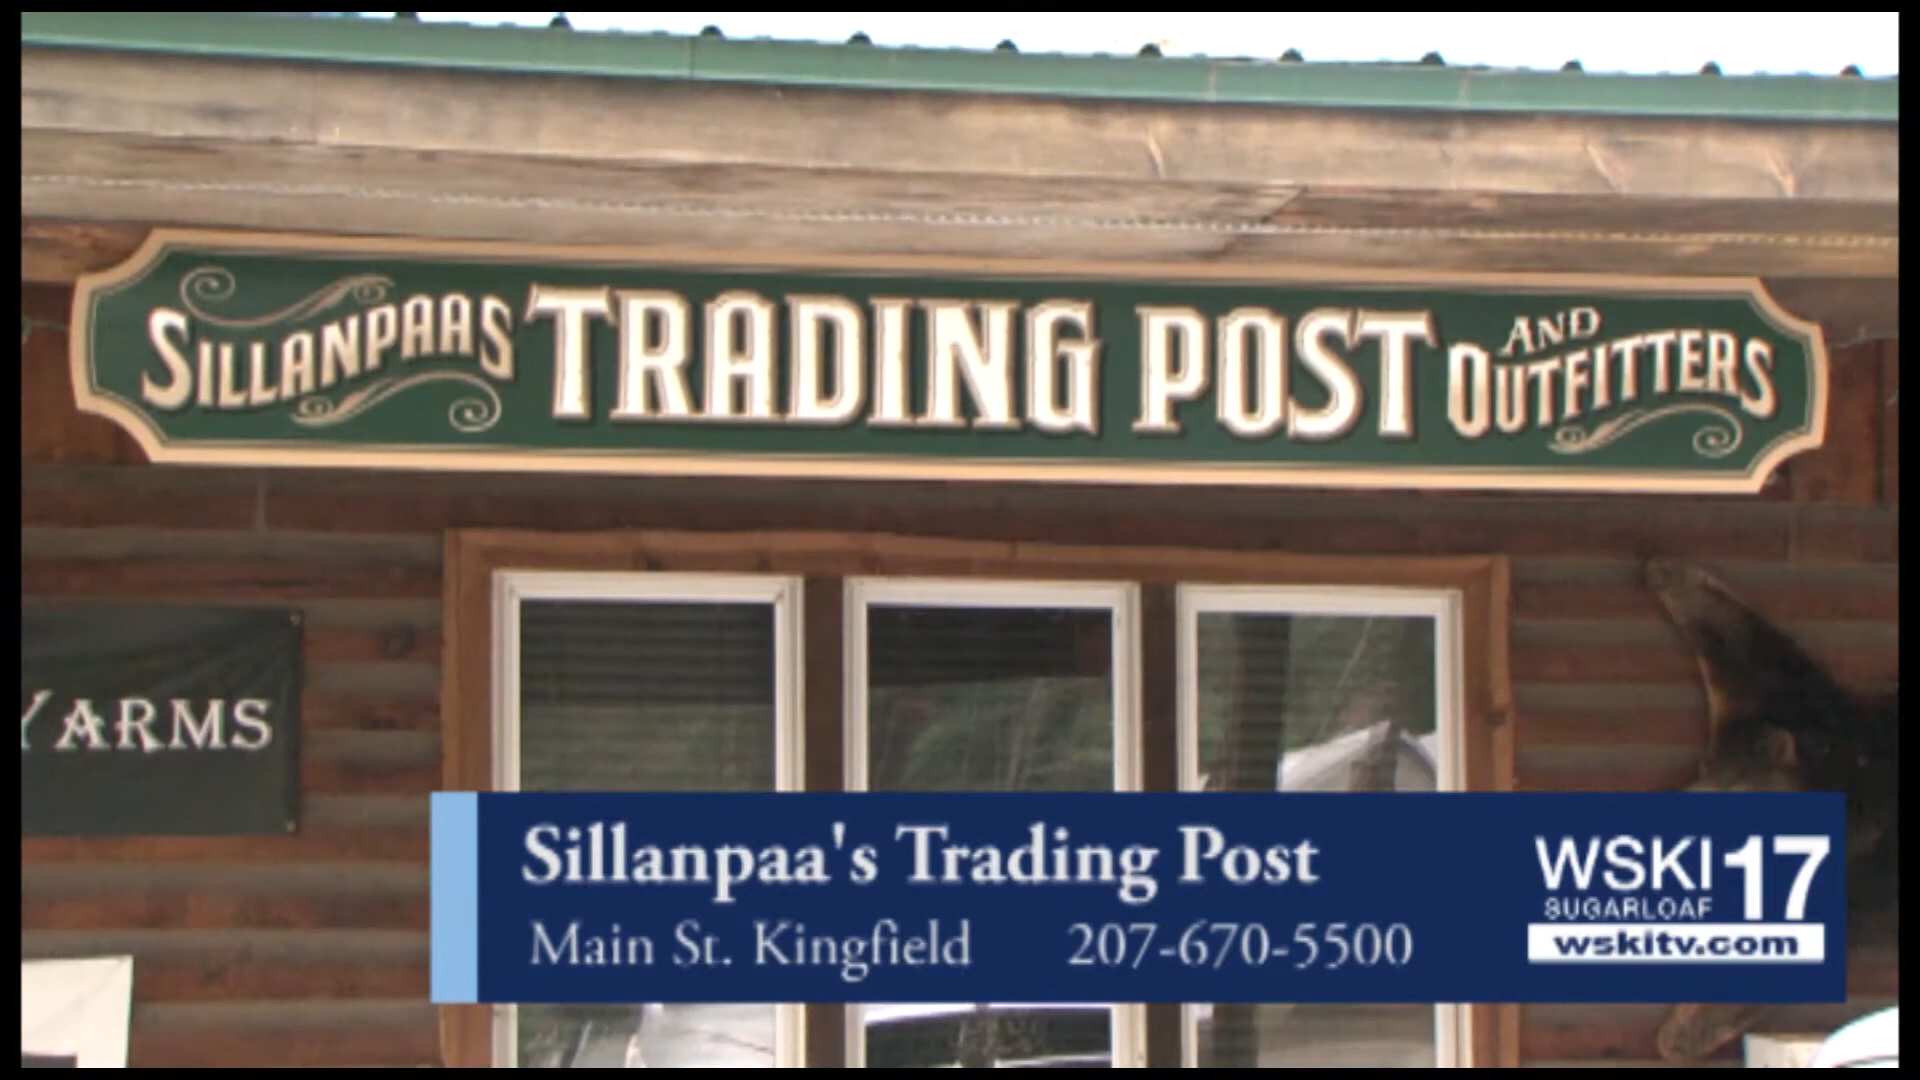 SILLANPAAS TRADING POST AND OUTFITTERS
Y ARMS
Sillanpaa's Trading Post
Main St. Kingfield 207-670-5500
WSKI 17
SUGARLOAF
wskitv.com